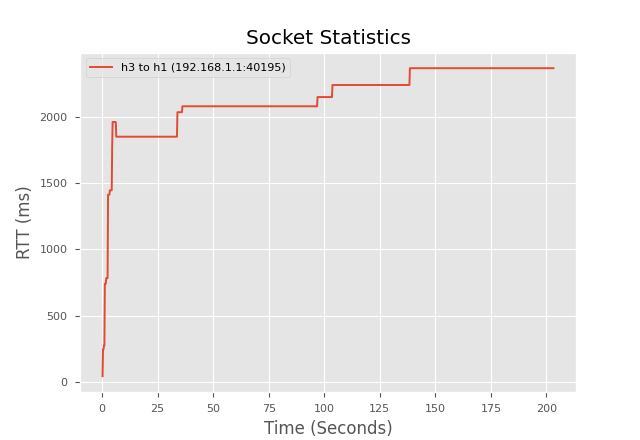 Socket Statistics
h3 to h1 (192.168.1.1:40195)
RTT (ms)
2000
1500
1000
500
0
0 25 50 75 100 125 150 175 200
Time (Seconds)